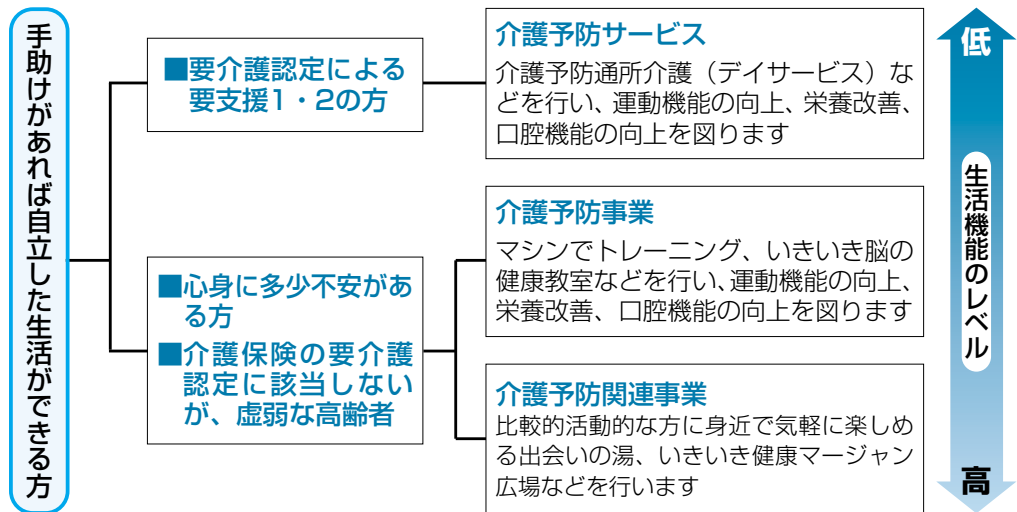 手助けがあれば自立した生活ができる方
■要介護認定による
要支援1・2の方
介護予防サービス
介護予防通所介護（デイサービス）な
どを行い、運動機能の向上、栄養改善、
口腔機能の向上を図ります
■心身に多少不安があ
る方
■介護保険の要介護
認定に該当しない
が、虚弱な高齢者
介護予防事業
マシンでトレーニング、いきいき脳の
健康教室などを行い、運動機能の向上、
栄養改善、口腔機能の向上を図ります
介護予防関連事業
比較的活動的な方に身近で気軽に楽しめ
る出会いの湯、いきいき健康マージャン
広場などを行います
低
生活機能のレベル
高